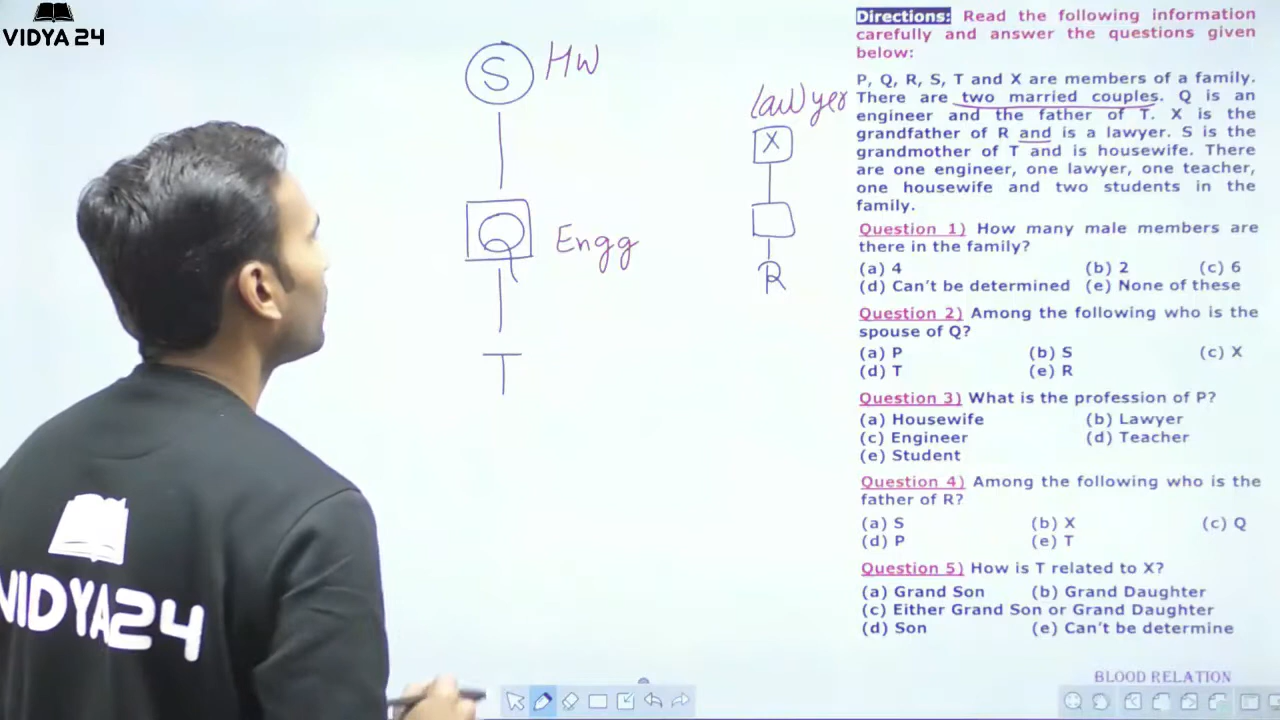 VIDYA 24
S HW
Q Engg
T
lawyer
X
R
Directions: Read the following information
carefully and answer the questions given
below:
P, Q, R, S, T and X are members of a family.
There are two married couples. Q is an
engineer and the father of T. X is the
grandfather of R and is a lawyer. S is the
grandmother of T and is housewife. There
are one engineer, one lawyer, one teacher,
one housewife and two students in the
family.
Question 1) How many male members are
there in the family?
(a) 4 (b) 2 (c) 6
(d) Can't be determined (e) None of these
Question 2) Among the following who is the
spouse of Q?
(a) P (b) S (c) X
(d) T (e) R
Question 3) What is the profession of P?
(a) Housewife (b) Lawyer
(c) Engineer (d) Teacher
(e) Student
Question 4) Among the following who is the
father of R?
(a) S (b) X (c) Q
(d) P (e) T
Question 5) How is T related to X?
(a) Grand Son (b) Grand Daughter
(c) Either Grand Son or Grand Daughter
(d) Son (e) Can't be determine
BLOOD RELATION
VIDYA24